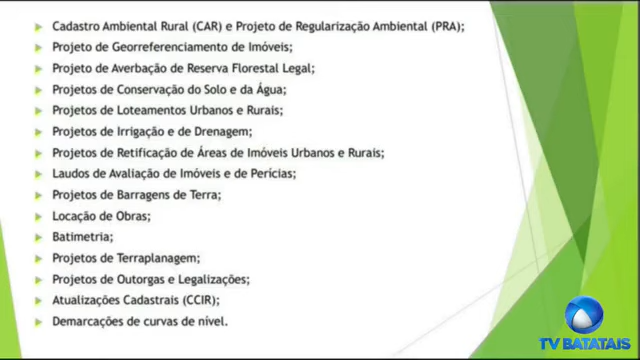 Cadastro Ambiental Rural (CAR) e Projeto de Regularização Ambiental (PRA);
Projeto de Georreferenciamento de Imóveis;
Projeto de Averbação de Reserva Florestal Legal;
Projetos de Conservação do Solo e da Água;
Projetos de Loteamentos Urbanos e Rurais;
Projetos de Irrigação e de Drenagem;
Projetos de Retificação de Áreas de Imóveis Urbanos e Rurais;
Laudos de Avaliação de Imóveis e de Perícias;
Projetos de Barragens de Terra;
Locação de Obras;
Batimetria;
Projetos de Terraplanagem;
Projetos de Outorgas e Legalizações;
Atualizações Cadastrais (CCIR);
Demarcações de curvas de nível.
TV BATATAIS